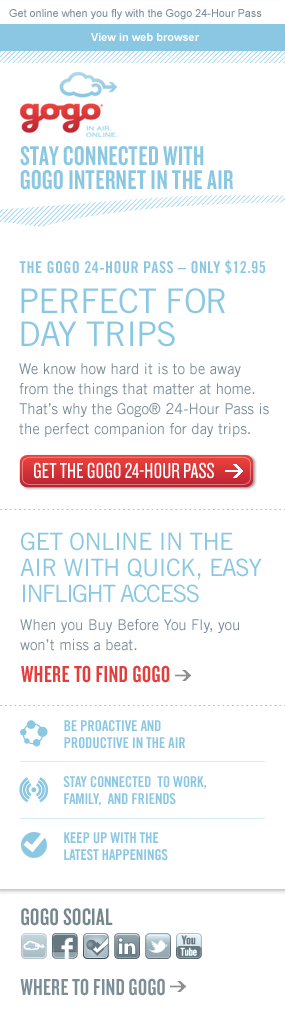 Get online when you fly with the Gogo 24-Hour Pass
View in web browser
gogo
IN AIR.
ONLINE.
STAY CONNECTED WITH
GOGO INTERNET IN THE AIR
THE GOGO 24-HOUR PASS – ONLY $12.95
PERFECT FOR
DAY TRIPS
We know how hard it is to be away
from the things that matter at home.
That's why the Gogo® 24-Hour Pass is
the perfect companion for day trips.
GET THE GOGO 24-HOUR PASS
GET ONLINE IN THE
AIR WITH QUICK, EASY
INFLIGHT ACCESS
When you Buy Before You Fly, you
won't miss a beat.
WHERE TO FIND GOGO
BE PROACTIVE AND
PRODUCTIVE IN THE AIR
STAY CONNECTED TO WORK,
FAMILY, AND FRIENDS
KEEP UP WITH THE
LATEST HAPPENINGS
GOGO SOCIAL
f
in
You
Tube
WHERE TO FIND GOGO